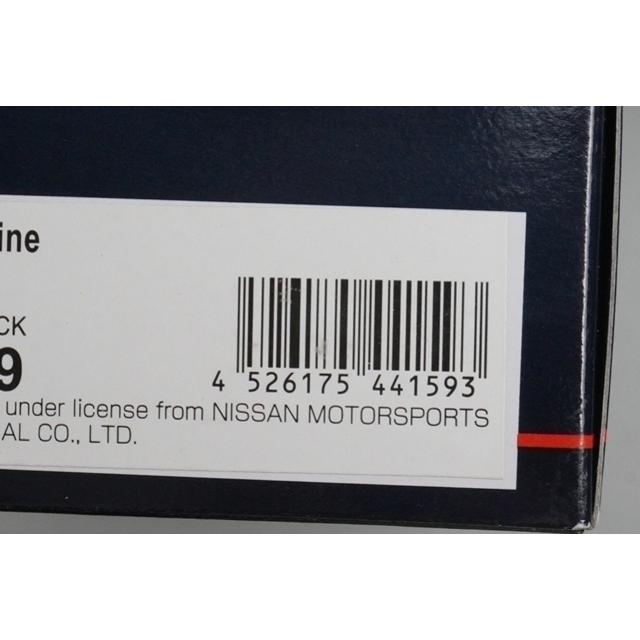 ine
CK
9
4 526175 441593
under license from NISSAN MOTORSPORTS
AL CO., LTD.